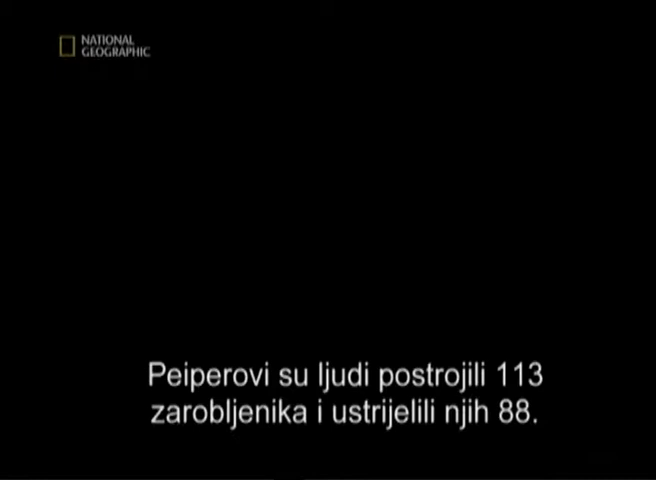 NATIONAL
GEOGRAPHIC
Peiperovi su ljudi postrojili 113
zarobljenika i ustrijelili njih 88.